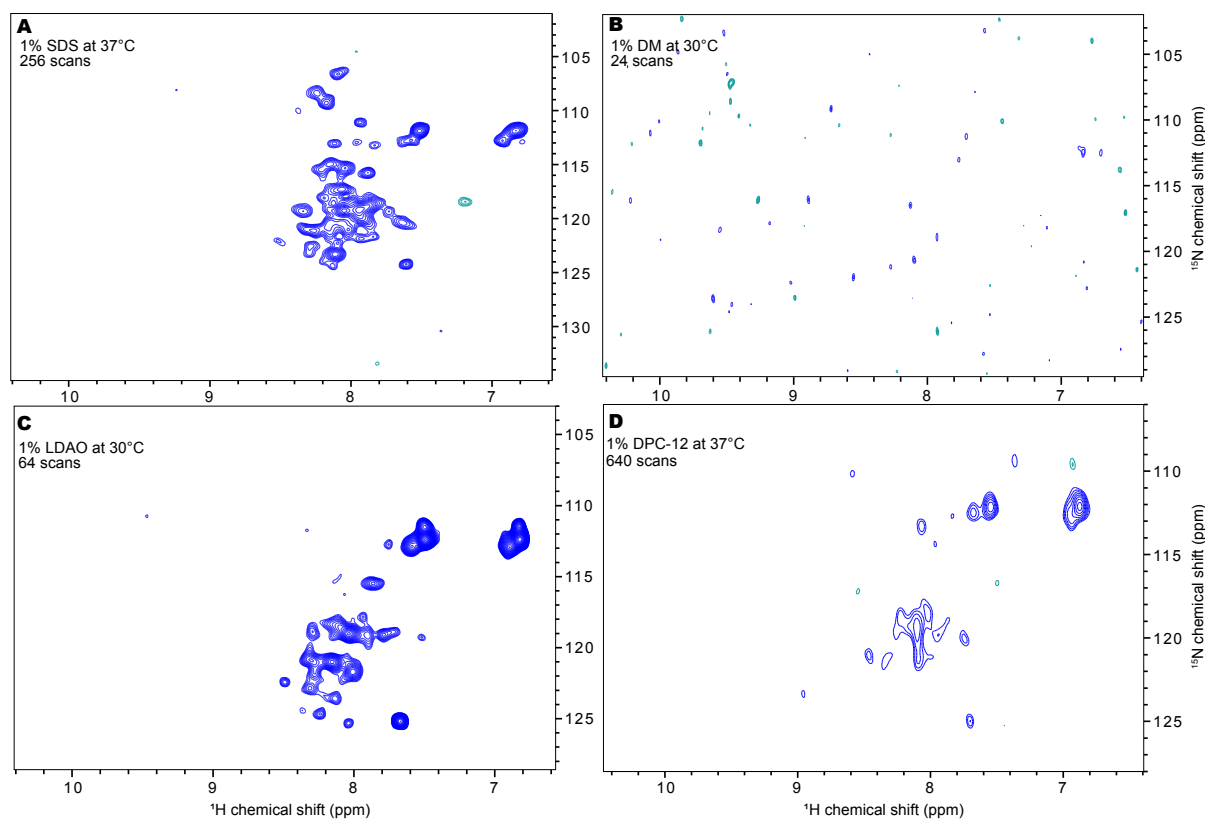 A
1% SDS at 37°C
256 scans
105
110
115
120
125
130
10
9
8
7
B
1% DM at 30°C
24 scans
105
110
115
120
125
10
9
8
7
¹⁵N chemical shift (ppm)
C
1% LDAO at 30°C
64 scans
105
110
115
120
125
10
9
8
7
¹H chemical shift (ppm)
D
1% DPC-12 at 37°C
640 scans
110
115
120
125
10
9
8
7
¹H chemical shift (ppm)
¹⁵N chemical shift (ppm)